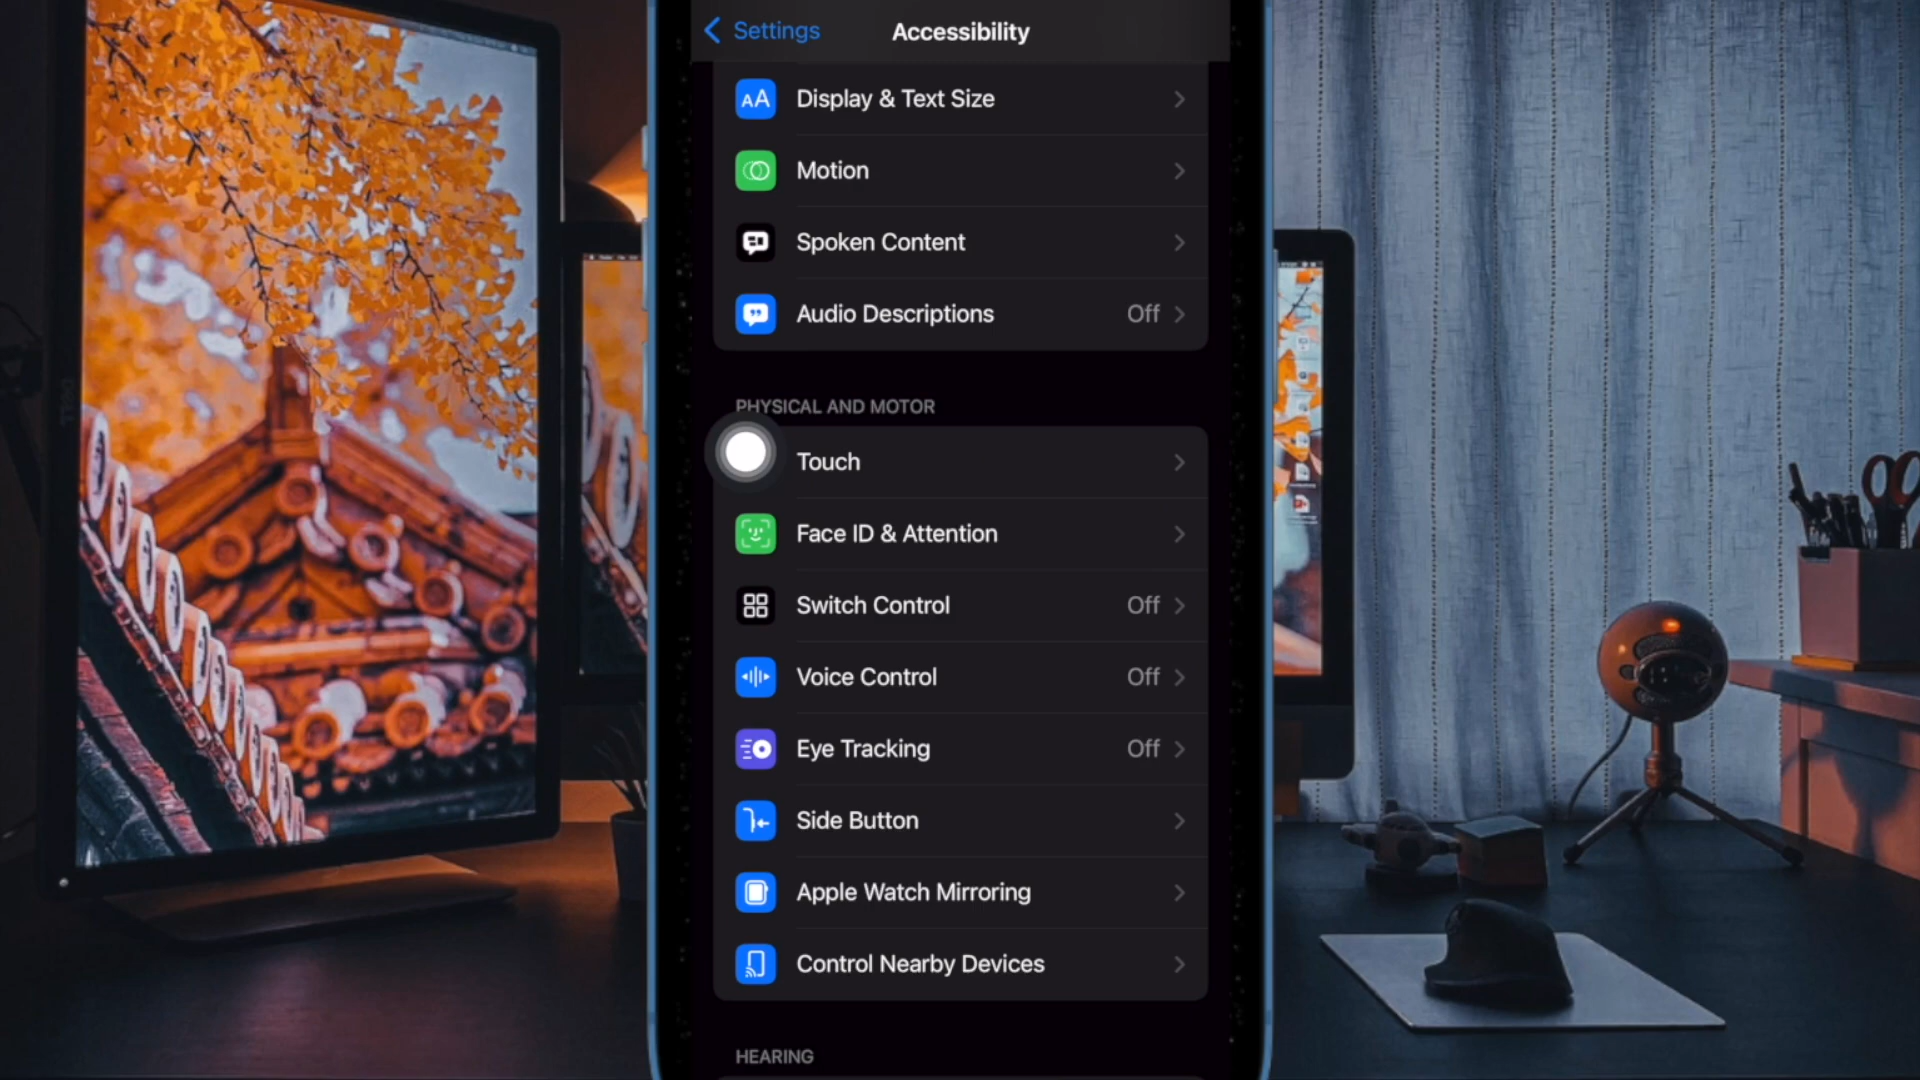 Settings
Accessibility
AA Display & Text Size
Motion
Spoken Content
Audio Descriptions Off
PHYSICAL AND MOTOR
Touch
Face ID & Attention
Switch Control Off
Voice Control Off
Eye Tracking Off
Side Button
Apple Watch Mirroring
Control Nearby Devices
HEARING